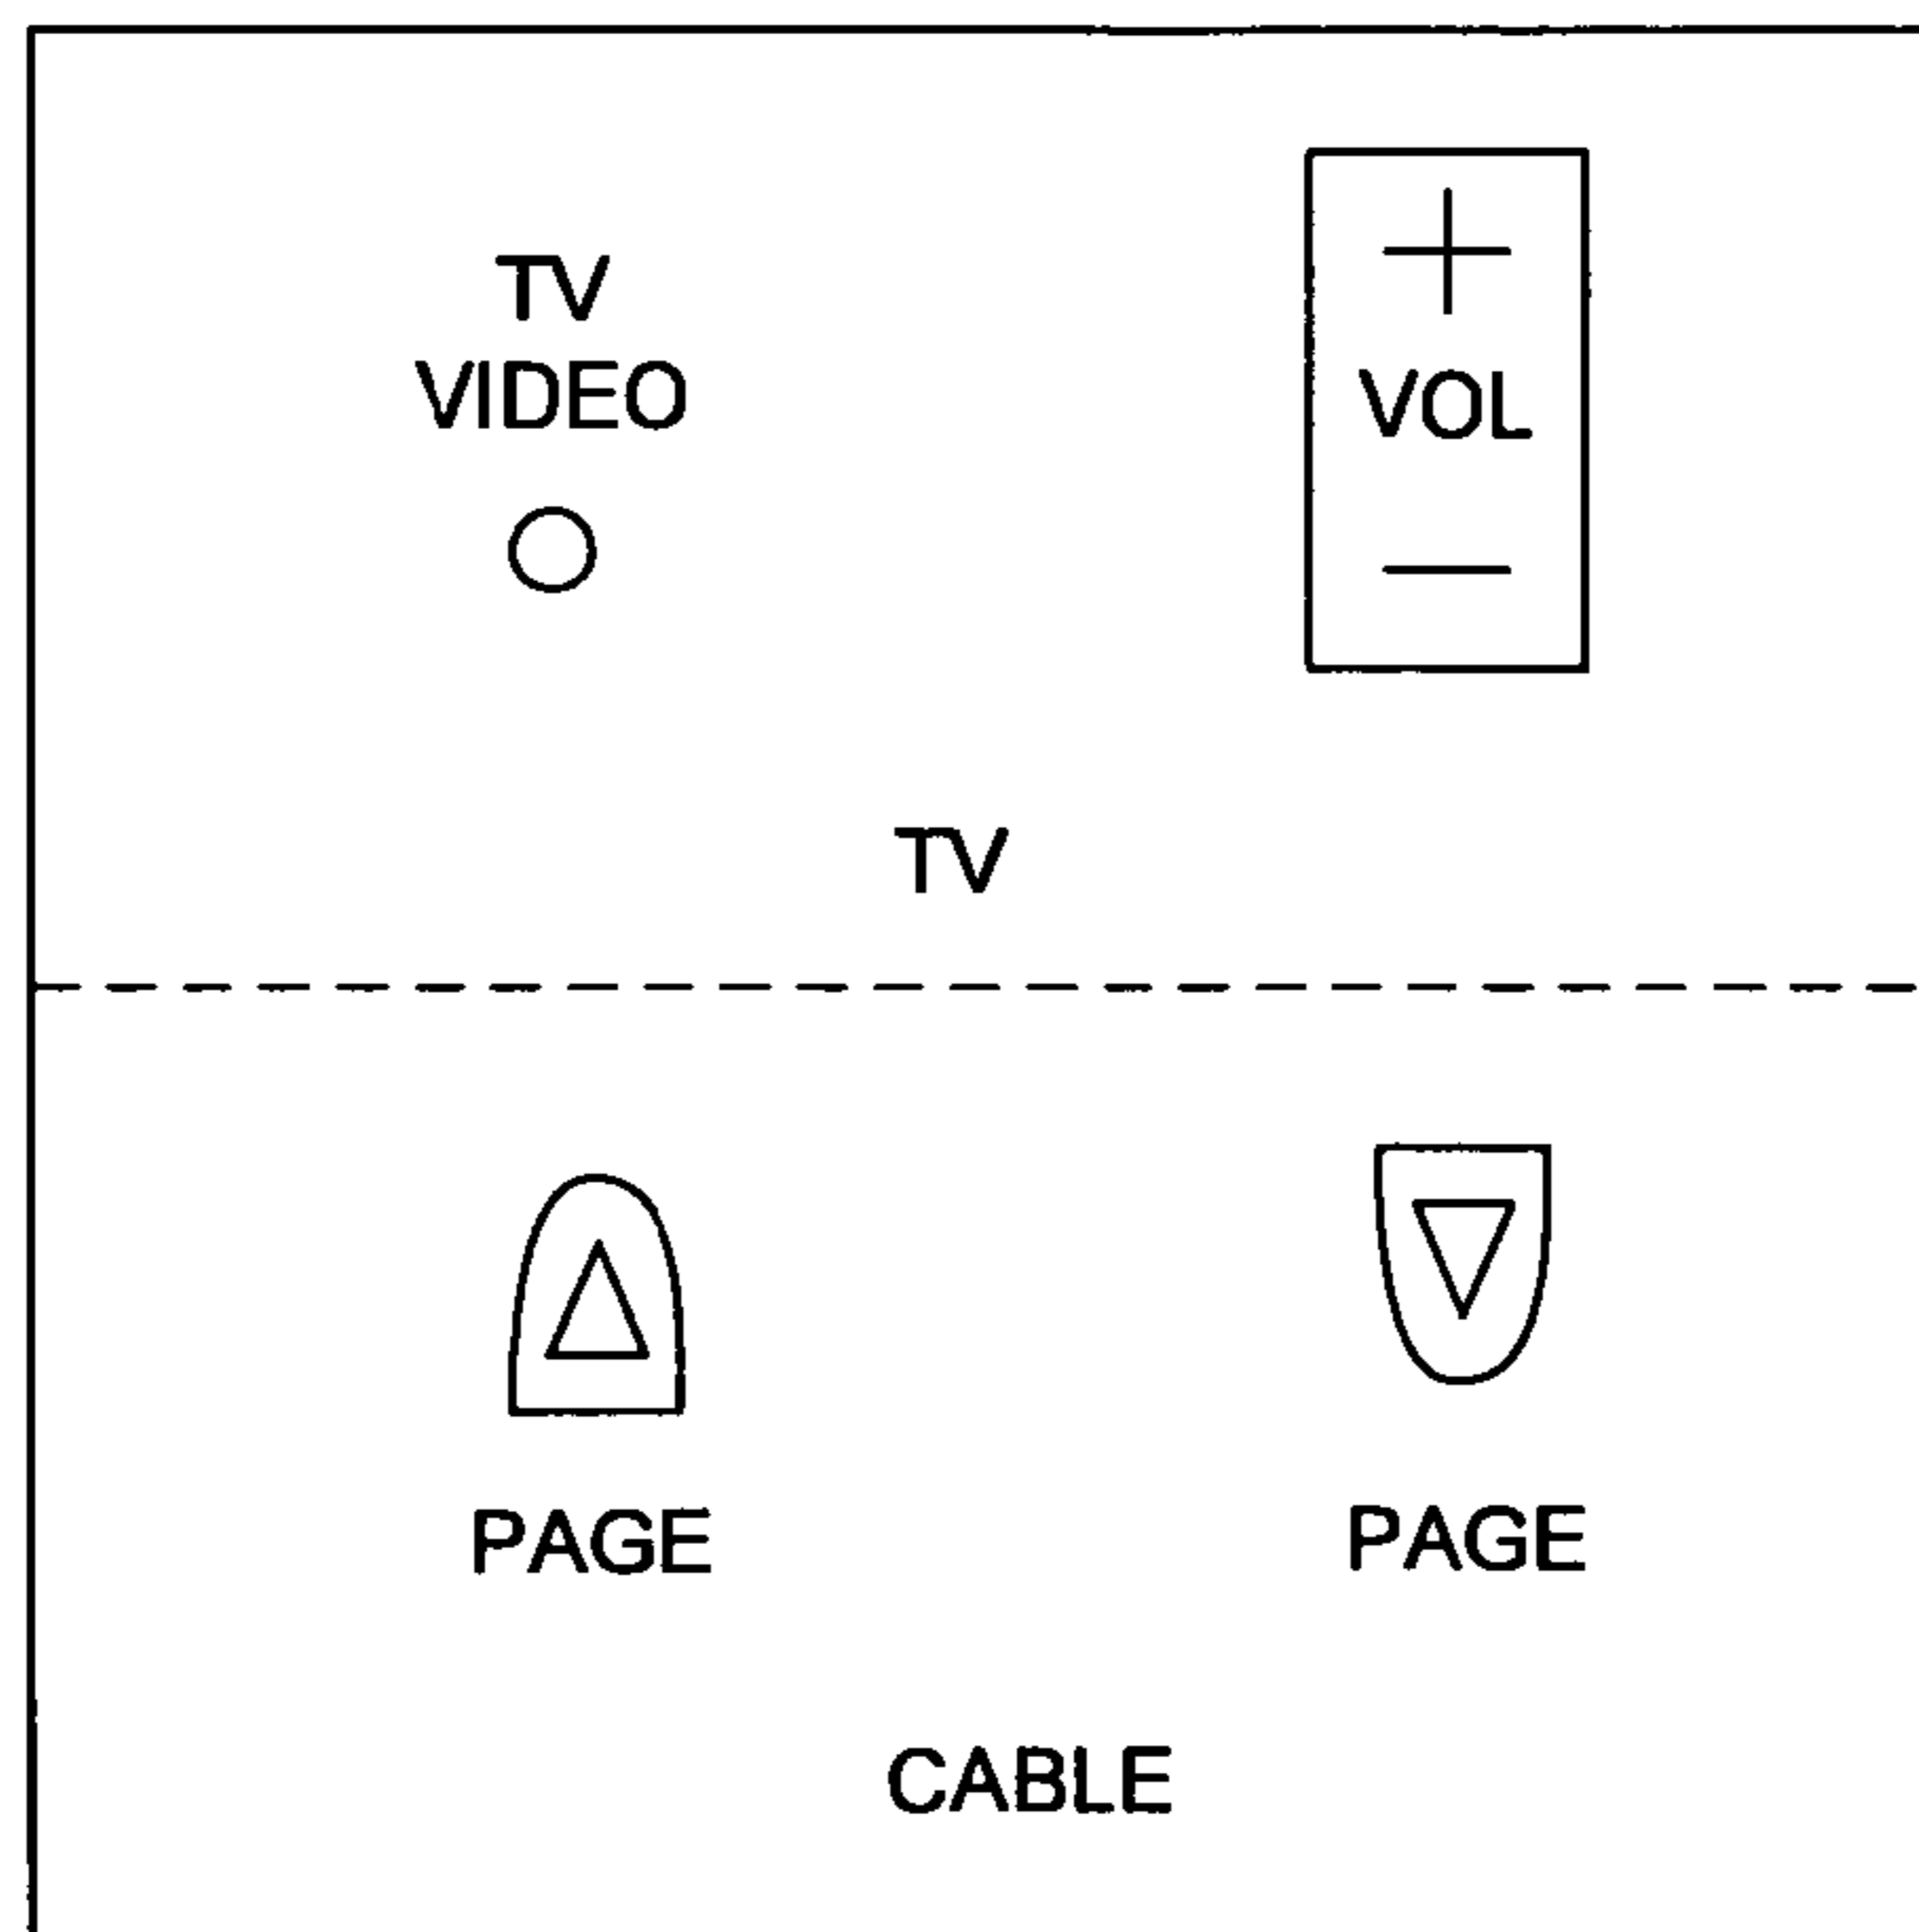 TV
VIDEO
+
VOL
—
TV
PAGE
PAGE
CABLE